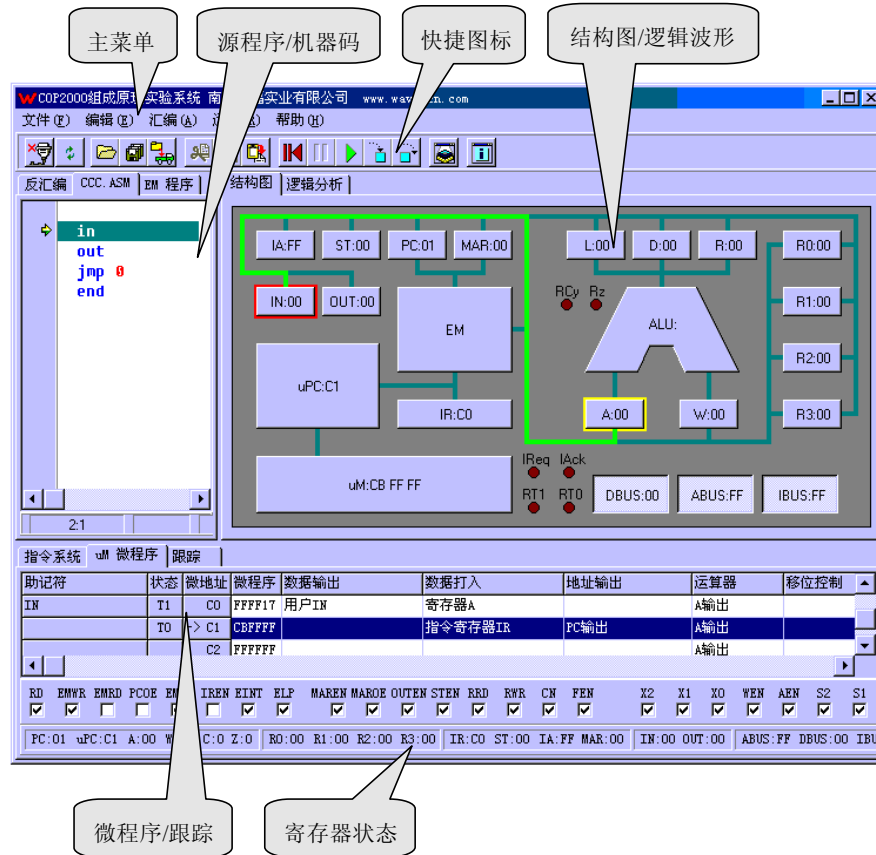 主菜单
源程序/机器码
快捷图标
结构图/逻辑波形
COP2000组成原理实验系统 南 实业有限公司 www.wav n.com
文件(F) 编辑(E) 汇编(A) 帮助(H)
反汇编 CCC.ASM EM 程序
结构图 逻辑分析
in
out
jmp 0
end
2:1
IA:FF ST:00 PC:01 MAR:00 L:00 D:00 R:00 R0:00
IN:00 OUT:00 EM RCy Rz ALU: R1:00
uPC:C1 R2:00
IR:C0 A:00 W:00 R3:00
uM:CB FF FF
IReq IAck
RT1 RT0 DBUS:00 ABUS:FF IBUS:FF
指令系统 uM 微程序 跟踪
助记符 状态 微地址 微程序 数据输出 数据打入 地址输出 运算器 移位控制
IN T1 C0 FFFF17 用户IN 寄存器A A输出
T0 -> C1 CBFFFF 指令寄存器IR PC输出 A输出
C2 FFFFFF A输出
RD EMWR EMRD PCOE IREN EINT ELP MAREN MAROE OUTEN STEN RRD RWR CN FEN X2 X1 X0 WEN AEN S2 S1
PC:01 uPC:C1 A:00 C:0 Z:0 R0:00 R1:00 R2:00 R3:00 IR:C0 ST:00 IA:FF MAR:00 IN:00 OUT:00 ABUS:FF DBUS:00
微程序/跟踪
寄存器状态